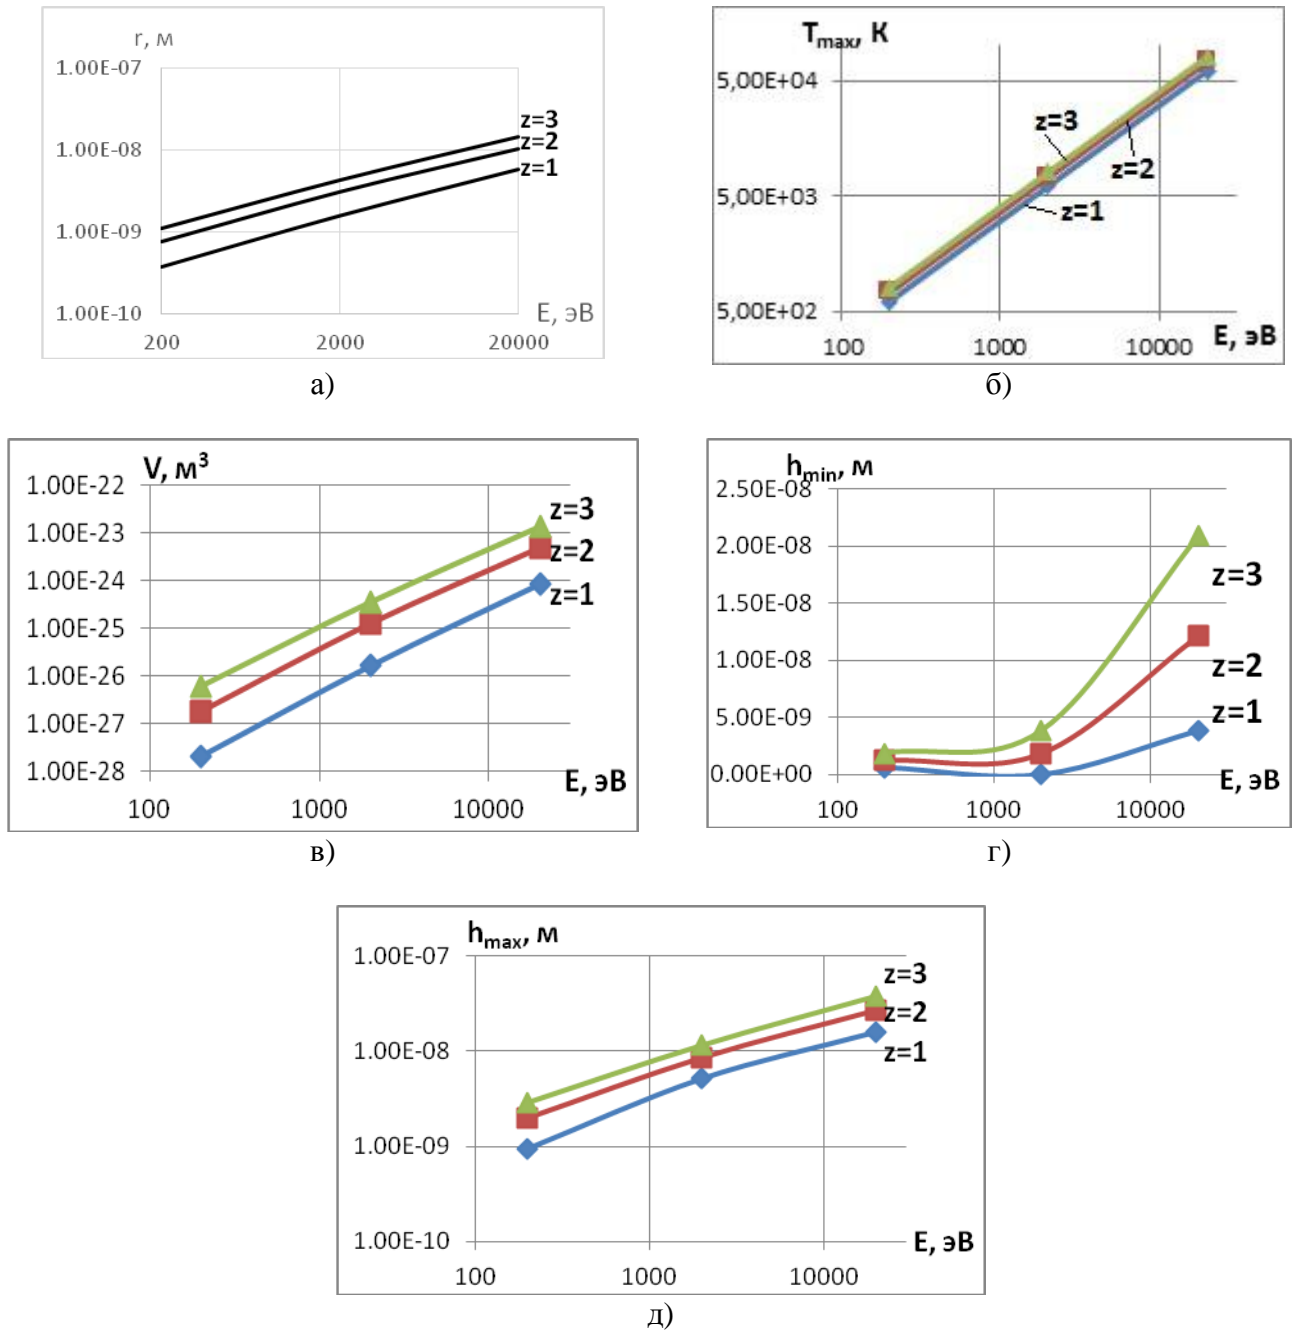 r, м
1.00E-07
1.00E-08
1.00E-09
1.00E-10
z=3
z=2
z=1
E, эВ
200
2000
20000
а)
Tmax, К
5,00E+04
5,00E+03
5,00E+02
z=3
z=2
z=1
100
1000
10000
E, эВ
б)
V, м³
1.00E-22
1.00E-23
1.00E-24
1.00E-25
1.00E-26
1.00E-27
1.00E-28
z=3
z=2
z=1
E, эВ
100
1000
10000
в)
hmin, м
2.50E-08
2.00E-08
1.50E-08
1.00E-08
5.00E-09
0.00E+00
z=3
z=2
z=1
E, эВ
100
1000
10000
г)
hmax, м
1.00E-07
1.00E-08
1.00E-09
1.00E-10
z=3
z=2
z=1
E, эВ
100
1000
10000
д)